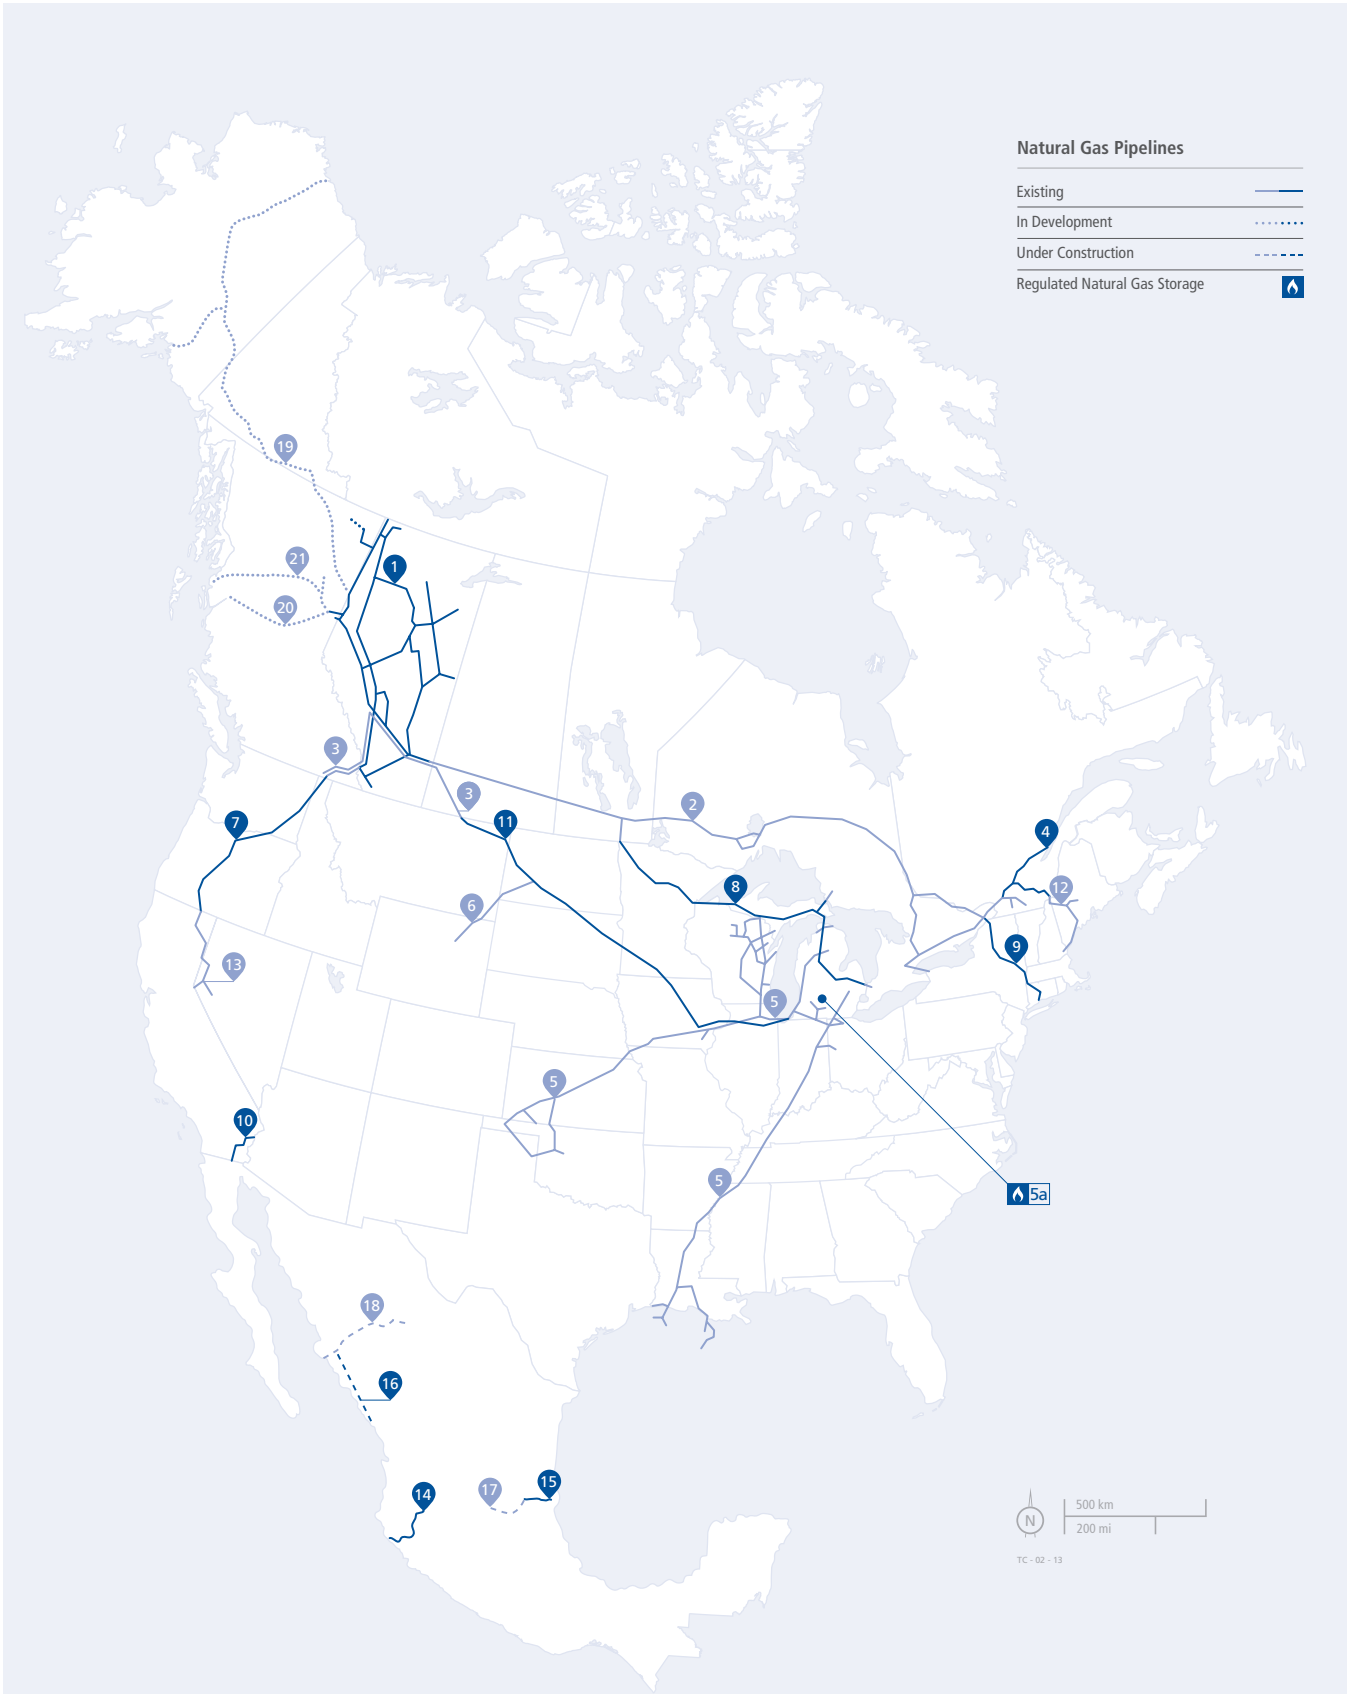 Natural Gas Pipelines
Existing
In Development
Under Construction
Regulated Natural Gas Storage
19
21
1
20
3
3
2
7
11
4
8
12
6
9
13
5
5
10
5
5a
18
16
15
17
14
N
500 km
200 mi
TC - 02 - 13